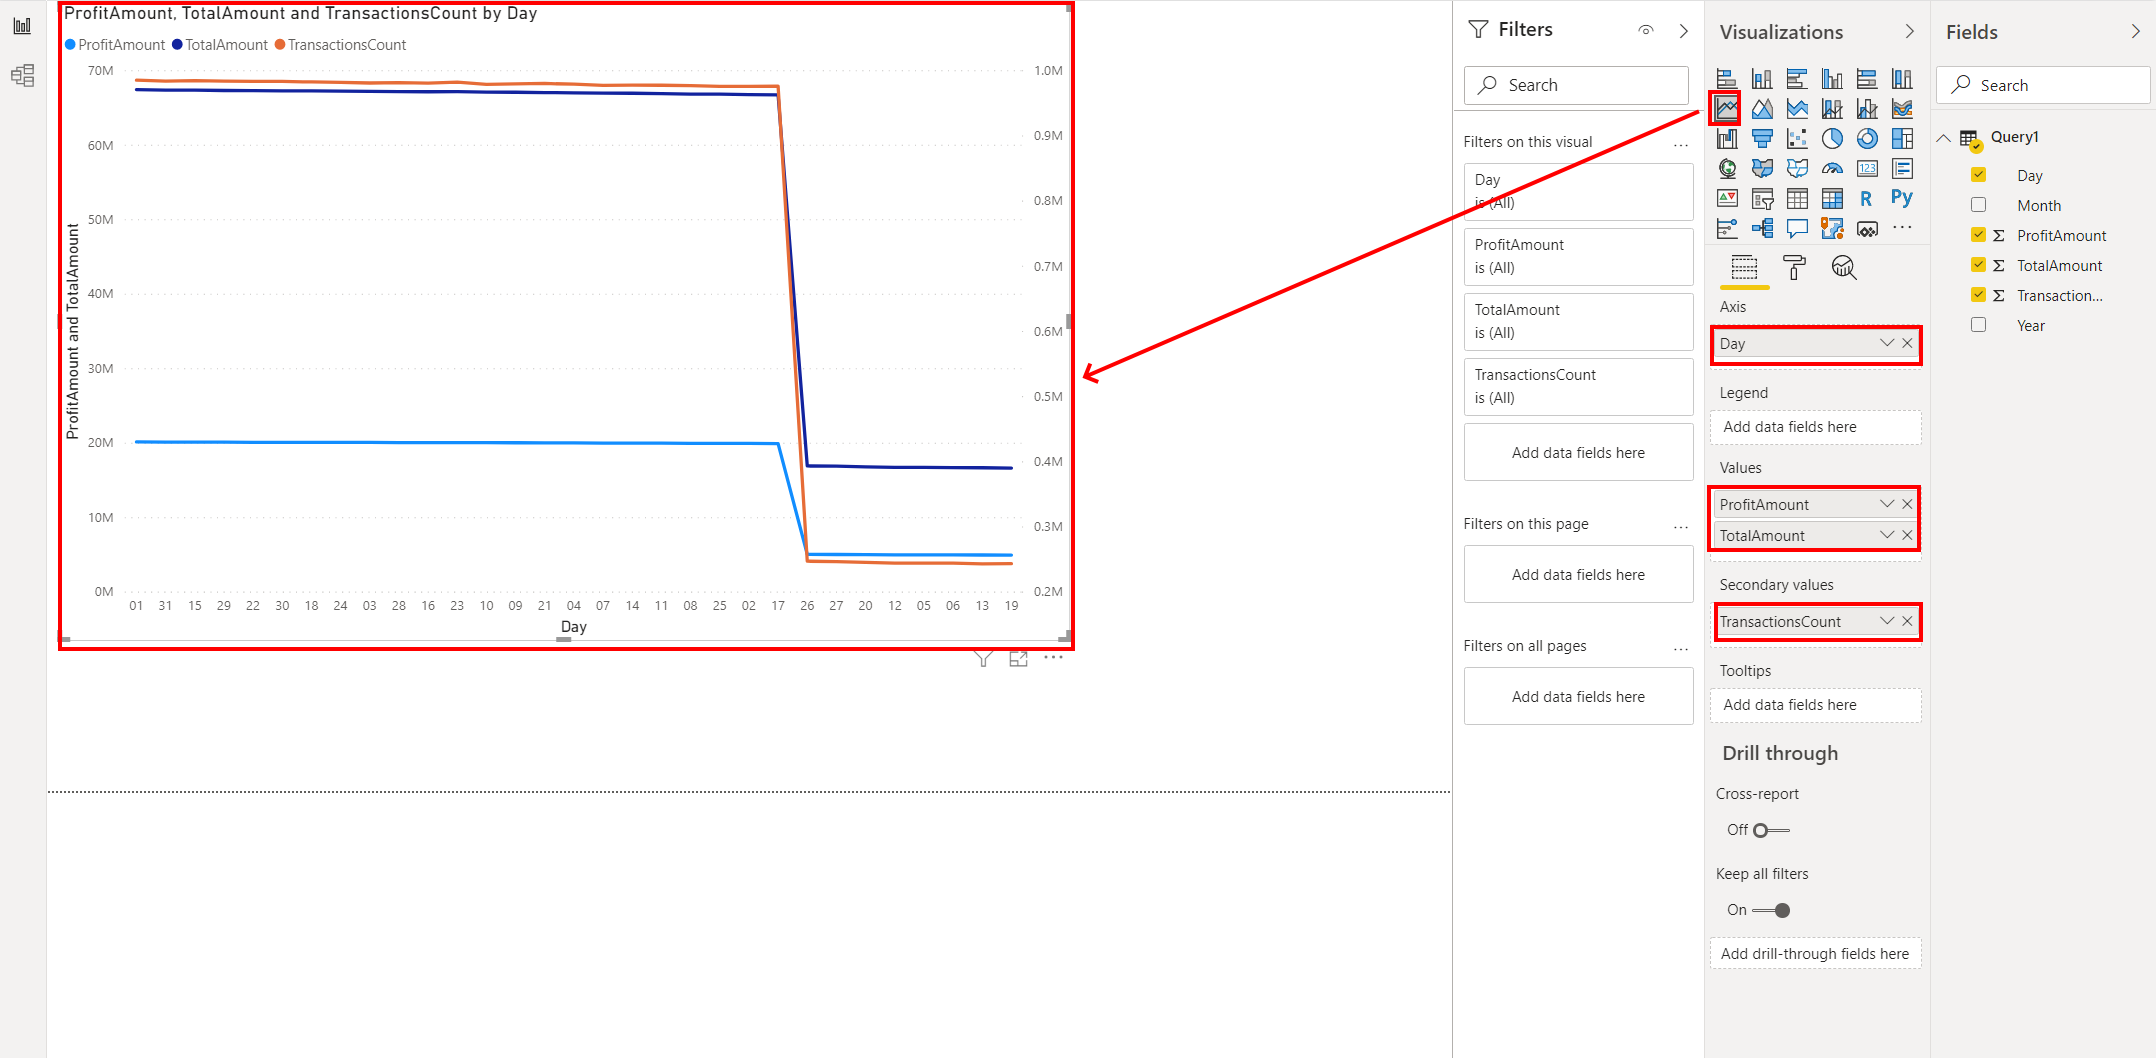 ProfitAmount, TotalAmount and TransactionsCount by Day
ProfitAmount TotalAmount TransactionsCount
70M
60M
50M
40M
30M
20M
10M
0M
ProfitAmount and TotalAmount
1.0M
0.9M
0.8M
0.7M
0.6M
0.5M
0.4M
0.3M
0.2M
01 31 15 29 22 30 18 24 03 28 16 23 10 09 21 04 07 14 11 08 25 02 17 26 27 20 12 05 06 13 19
Day
Filters
Search
Filters on this visual
Day
is (All)
ProfitAmount
is (All)
TotalAmount
is (All)
TransactionsCount
is (All)
Add data fields here
Filters on this page
Add data fields here
Filters on all pages
Add data fields here
Visualizations
123
R
Py
Axis
Day
Legend
Add data fields here
Values
ProfitAmount
TotalAmount
Secondary values
TransactionsCount
Tooltips
Add data fields here
Drill through
Cross-report
Off
Keep all filters
On
Add drill-through fields here
Fields
Search
Query1
Day
Month
Σ ProfitAmount
Σ TotalAmount
Σ Transaction...
Year